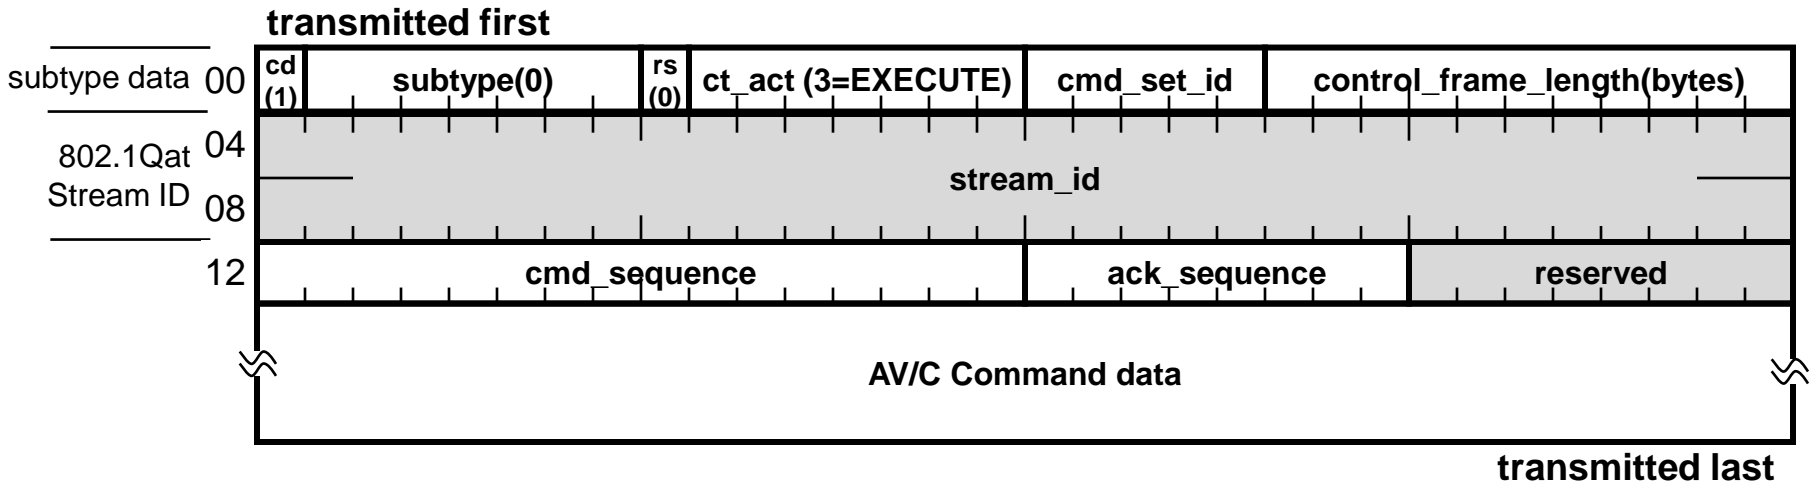 transmitted first
subtype data 00 cd (1) subtype(0) rs (0) ct_act (3=EXECUTE) cmd_set_id control_frame_length(bytes)
802.1Qat Stream ID 04 08 stream_id
12 cmd_sequence ack_sequence reserved
AV/C Command data
transmitted last